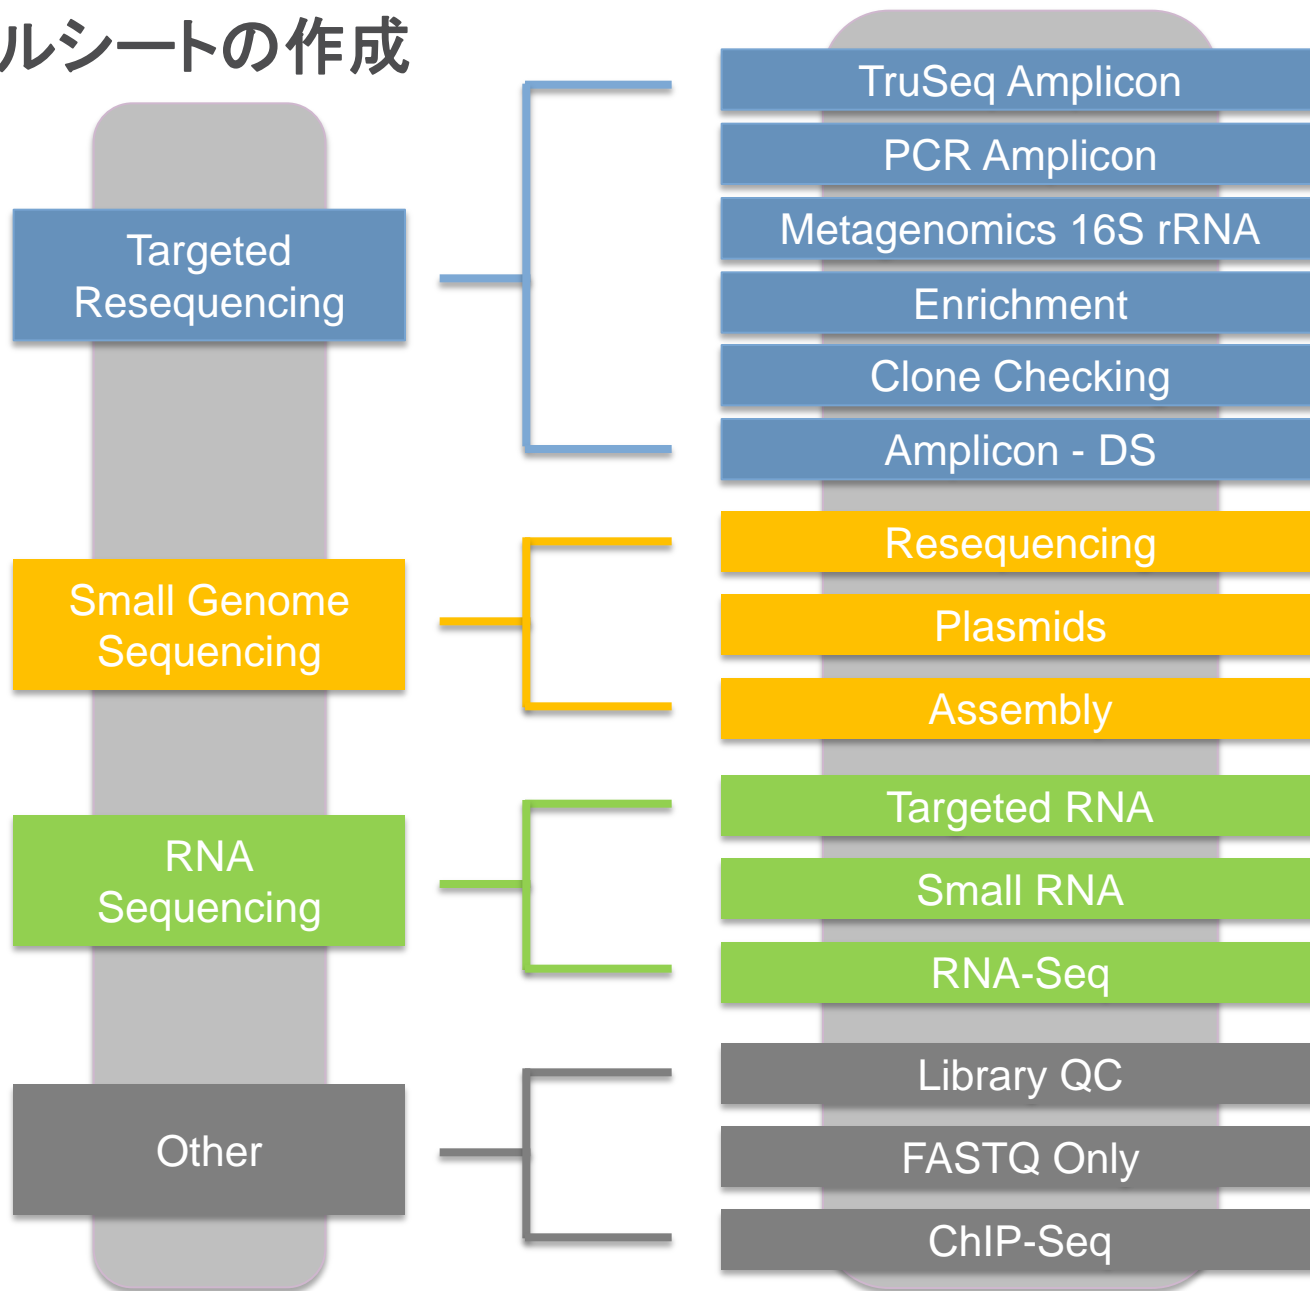 ルシートの作成
Targeted
Resequencing
TruSeq Amplicon
PCR Amplicon
Metagenomics 16S rRNA
Enrichment
Clone Checking
Amplicon - DS
Small Genome
Sequencing
Resequencing
Plasmids
Assembly
RNA
Sequencing
Targeted RNA
Small RNA
RNA-Seq
Other
Library QC
FASTQ Only
ChIP-Seq